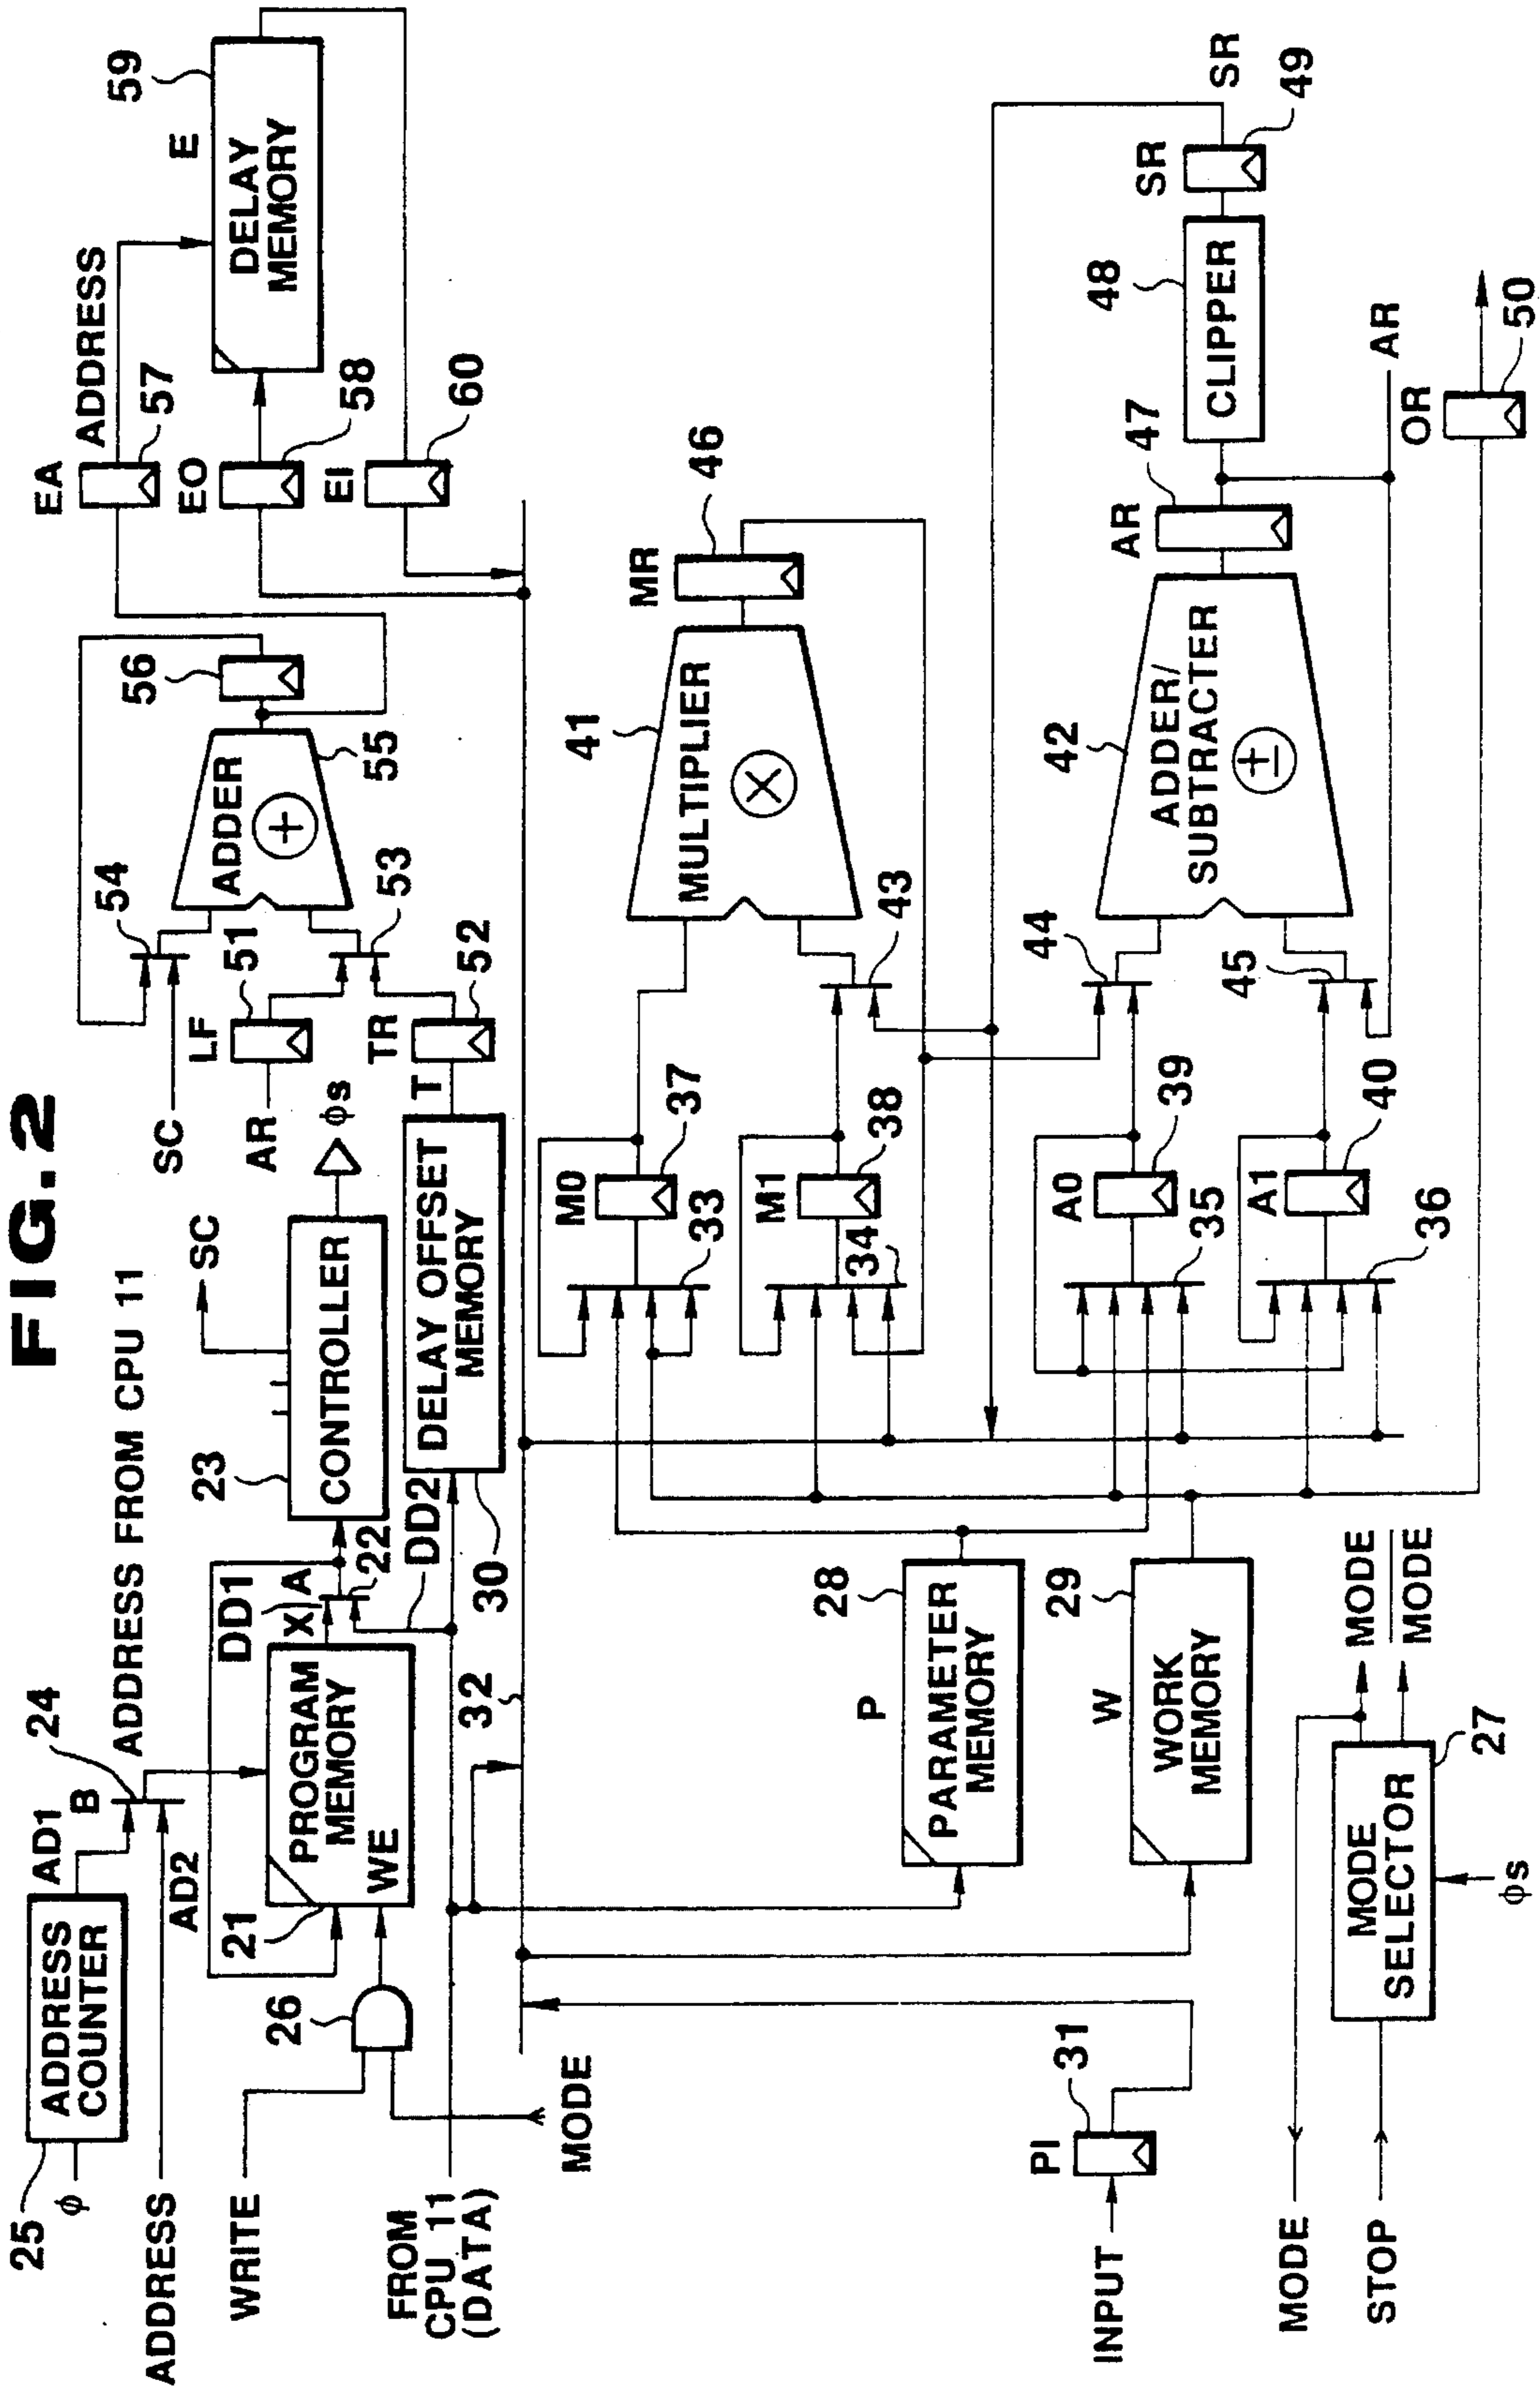 FIG.2
25
ADDRESS
COUNTER
φ
AD1
B
24
ADDRESS FROM CPU 11
AD2
ADDRESS
WRITE
26
21
PROGRAM
MEMORY
WE
DD1
X
A
22
23
CONTROLLER
SC
φs
DD2
FROM
CPU 11
(DATA)
MODE
30
DELAY OFFSET
MEMORY
T
TR
52
SC
AR
LF
51
54
53
ADDER
+
55
56
EA
57
ADDRESS
EO
58
EI
60
59
E
DELAY
MEMORY
32
M0
37
33
M1
38
34
41
MULTIPLIER
×
43
MR
46
28
P
PARAMETER
MEMORY
29
W
WORK
MEMORY
A0
39
35
A1
40
36
44
45
42
ADDER/
SUBTRACTER
±
AR
47
48
CLIPPER
SR
49
SR
AR
OR
50
INPUT
PI
31
MODE
STOP
MODE
SELECTOR
27
φs
MODE
MODE